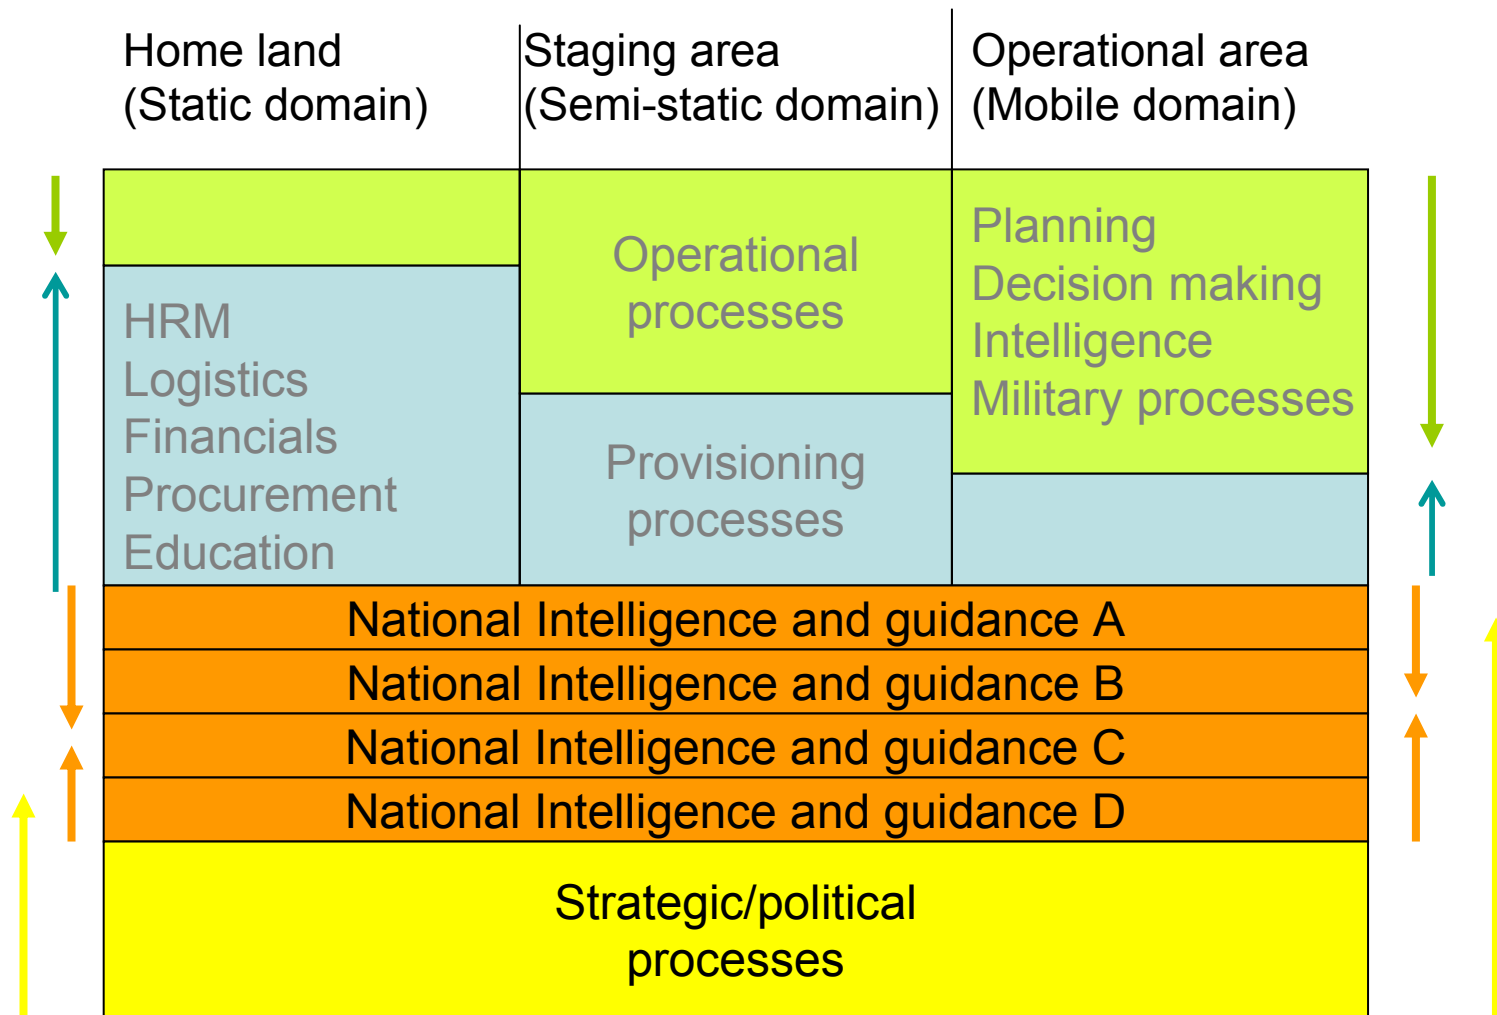 Home land
(Static domain)
Staging area
(Semi-static domain)
Operational area
(Mobile domain)
HRM
Logistics
Financials
Procurement
Education
Operational
processes
Provisioning
processes
Planning
Decision making
Intelligence
Military processes
National Intelligence and guidance A
National Intelligence and guidance B
National Intelligence and guidance C
National Intelligence and guidance D
Strategic/political
processes